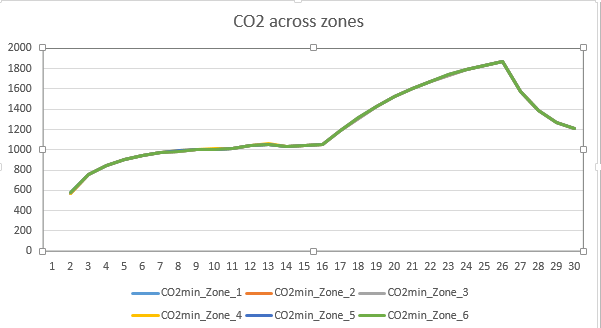 CO2 across zones
2000
1800
1600
1400
1200
1000
800
600
400
200
0
1 2 3 4 5 6 7 8 9 10 11 12 13 14 15 16 17 18 19 20 21 22 23 24 25 26 27 28 29 30
CO2min_Zone_1 CO2min_Zone_2 CO2min_Zone_3
CO2min_Zone_4 CO2min_Zone_5 CO2min_Zone_6